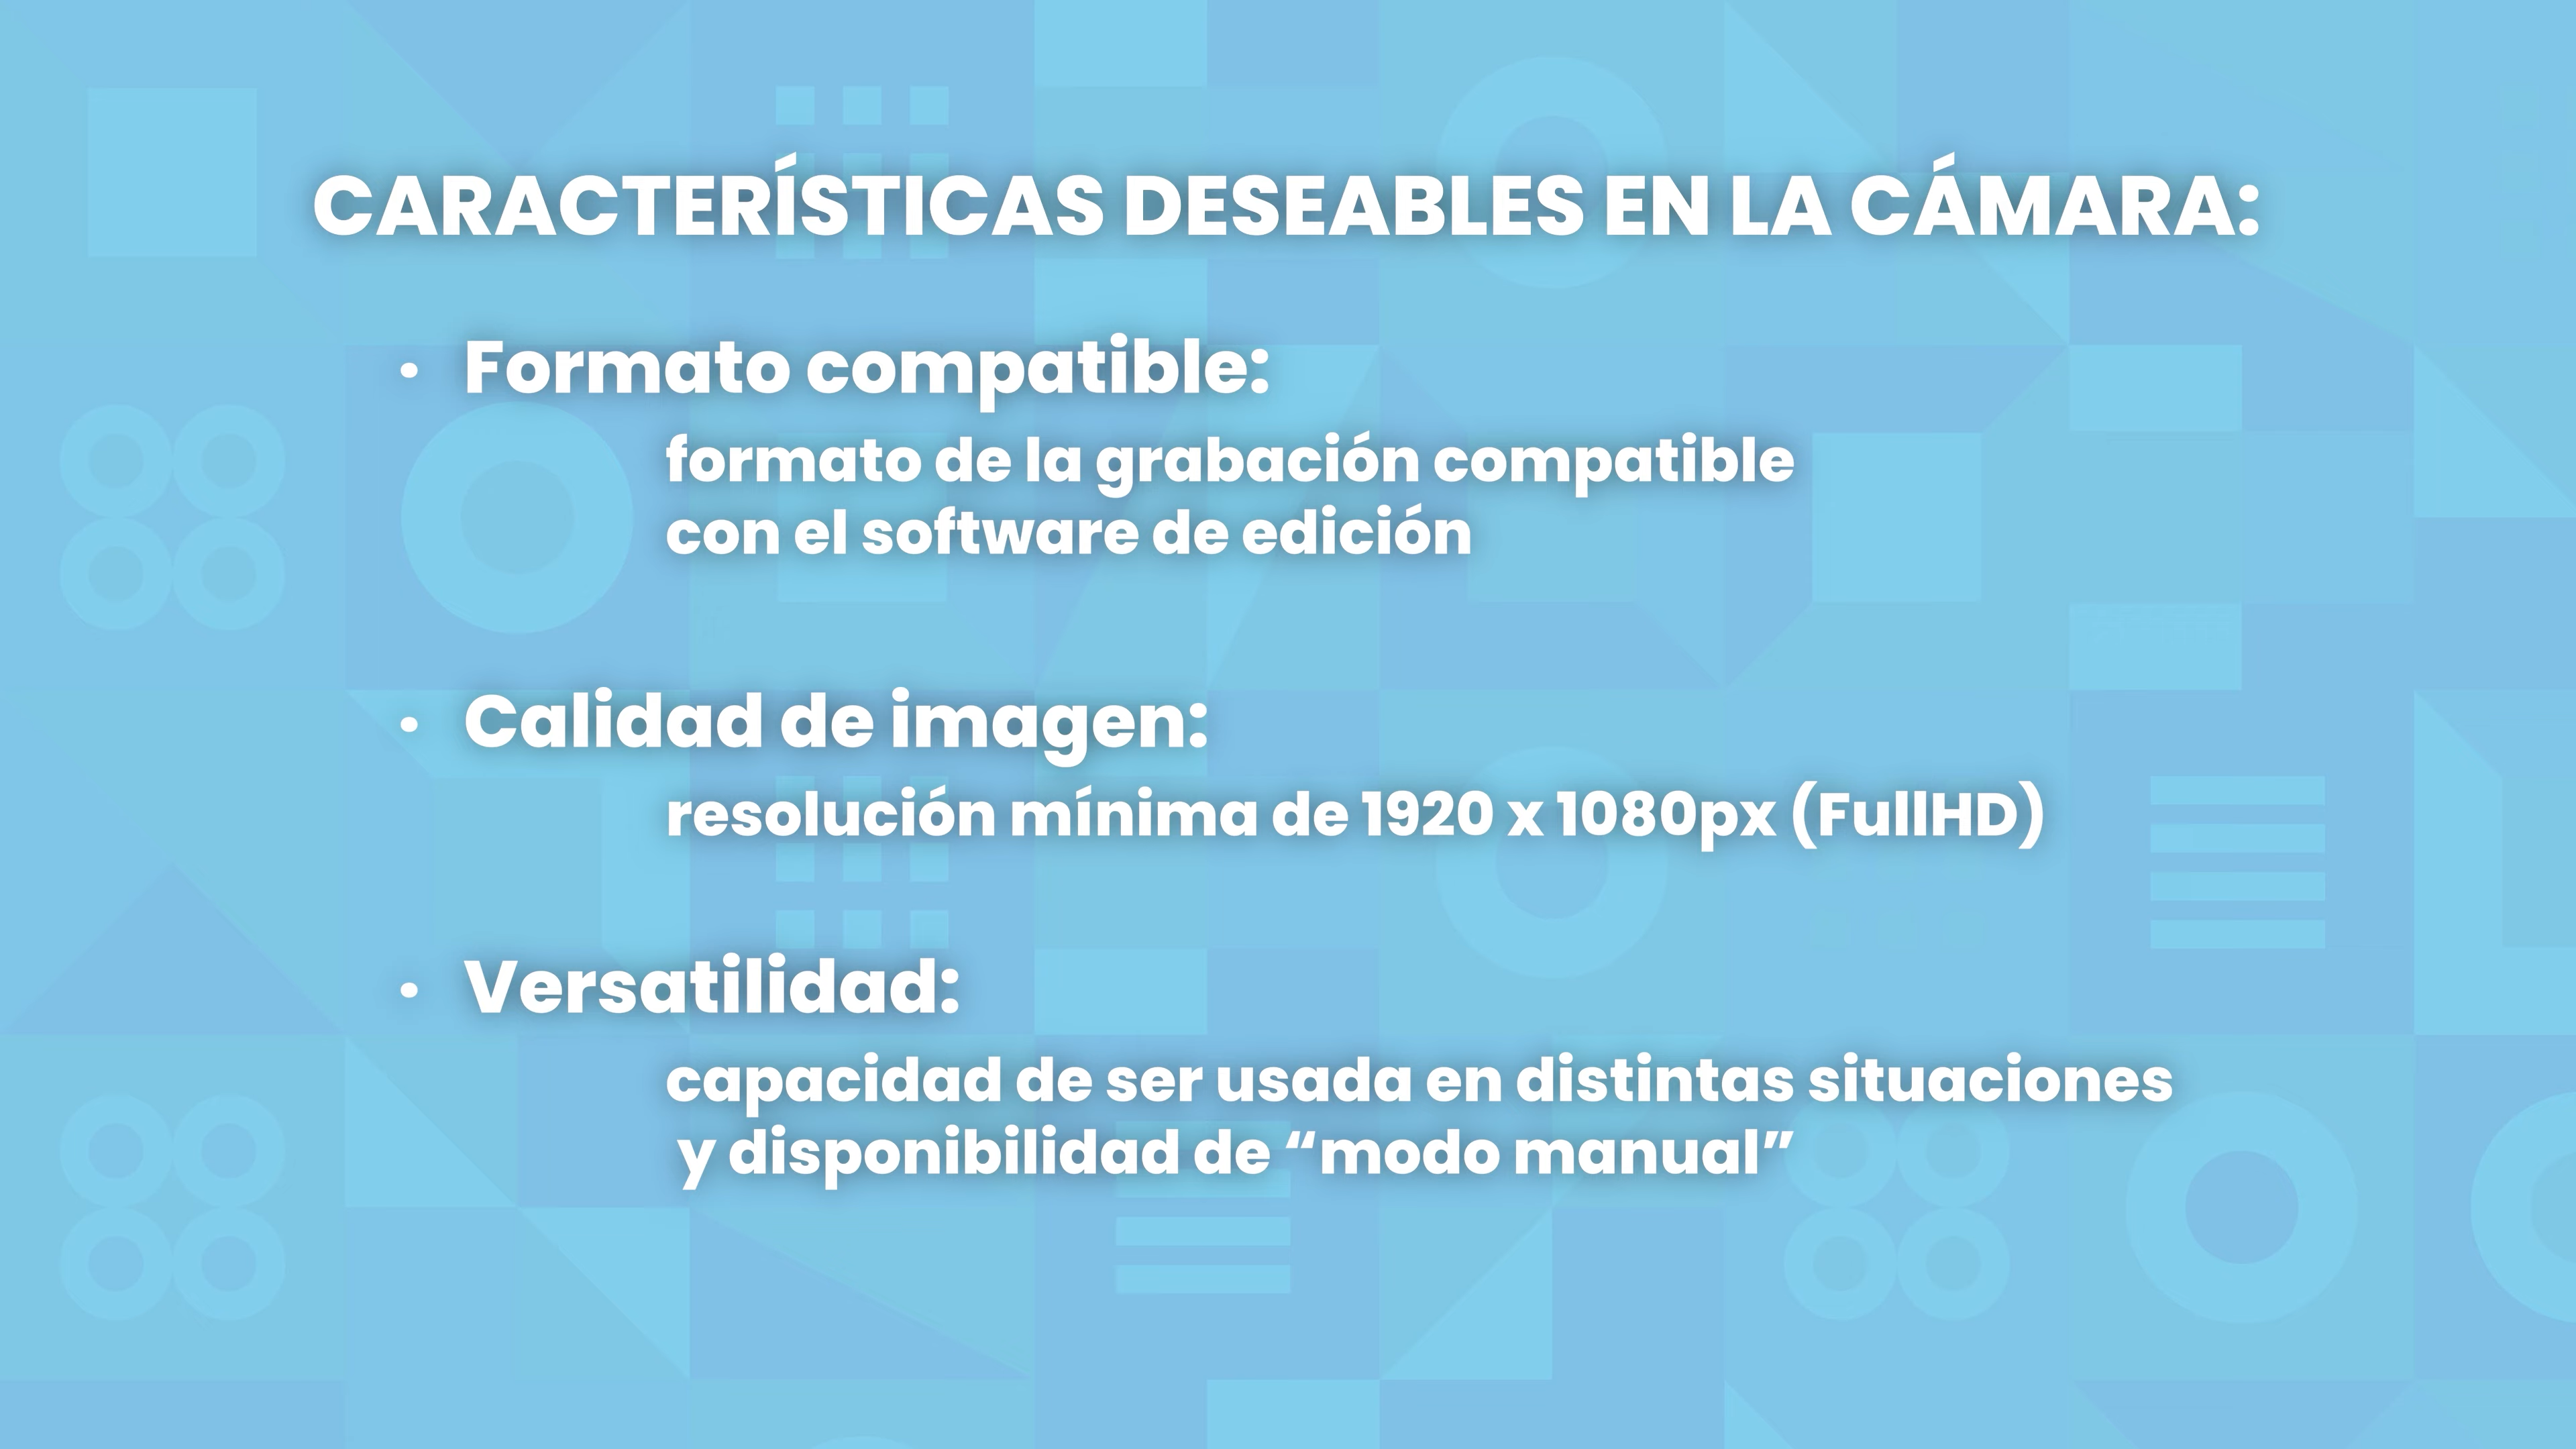 CARACTERÍSTICAS DESEABLES EN LA CÁMARA:
• Formato compatible:
formato de la grabación compatible
con el software de edición
• Calidad de imagen:
resolución mínima de 1920 x 1080px (FullHD)
• Versatilidad:
capacidad de ser usada en distintas situaciones
y disponibilidad de “modo manual”